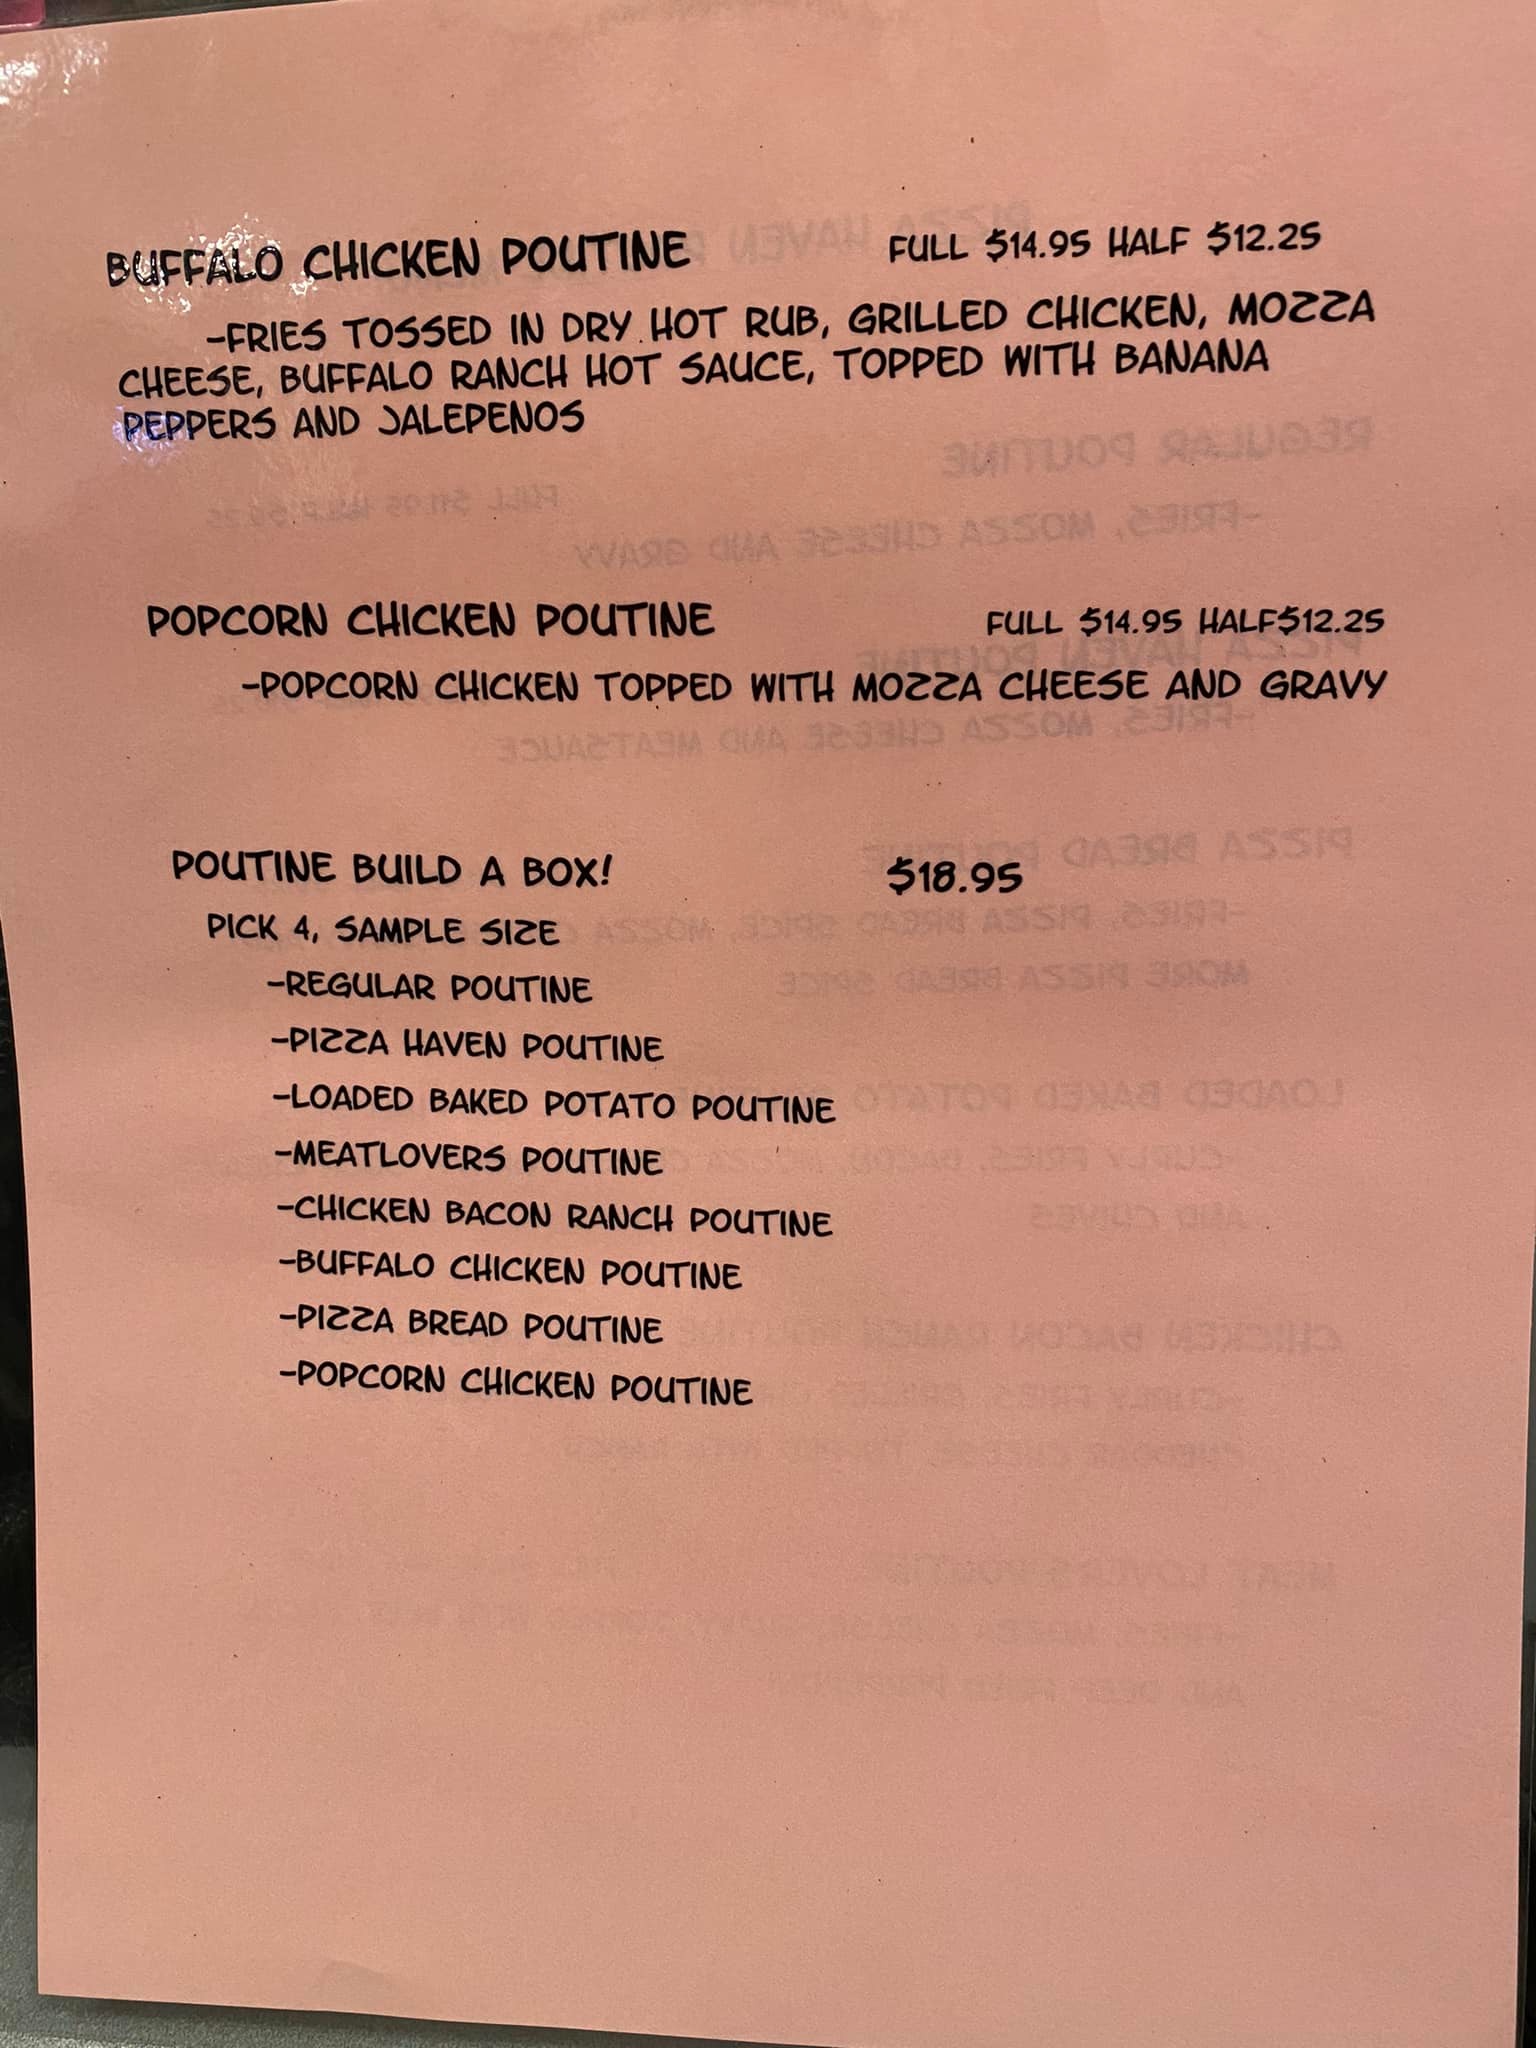 BUFFALO CHICKEN POUTINE FULL $14.95 HALF $12.25
-FRIES TOSSED IN DRY HOT RUB, GRILLED CHICKEN, MOZZA
CHEESE, BUFFALO RANCH HOT SAUCE, TOPPED WITH BANANA
PEPPERS AND JALEPENOS
POPCORN CHICKEN POUTINE FULL $14.95 HALF$12.25
-POPCORN CHICKEN TOPPED WITH MOZZA CHEESE AND GRAVY
POUTINE BUILD A BOX! $18.95
PICK 4, SAMPLE SIZE
-REGULAR POUTINE
-PIZZA HAVEN POUTINE
-LOADED BAKED POTATO POUTINE
-MEATLOVERS POUTINE
-CHICKEN BACON RANCH POUTINE
-BUFFALO CHICKEN POUTINE
-PIZZA BREAD POUTINE
-POPCORN CHICKEN POUTINE